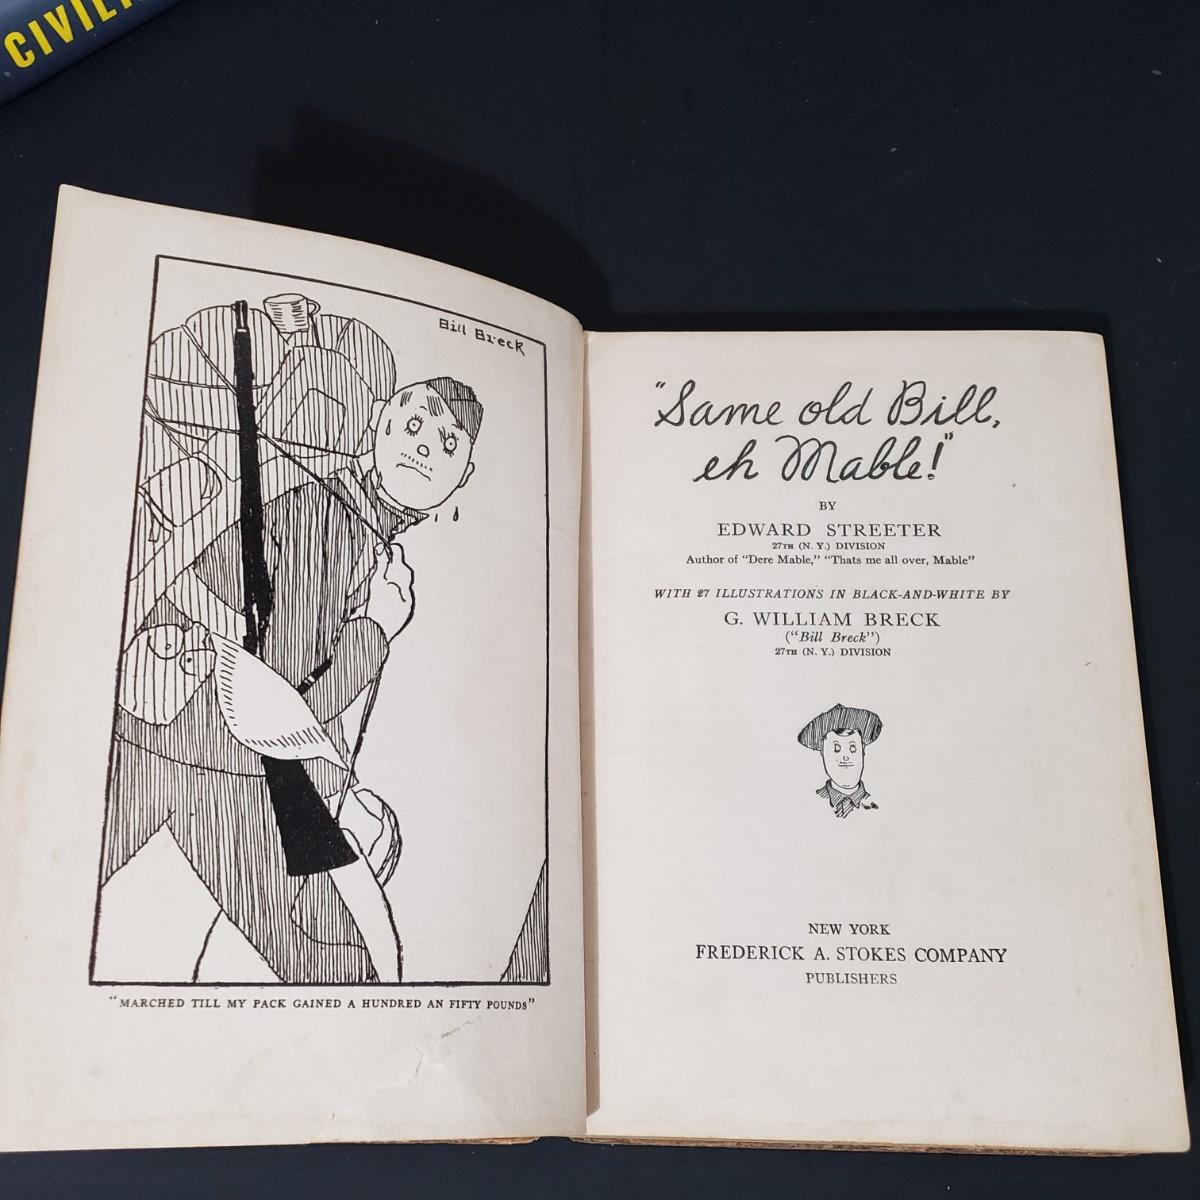 CIVIL
Bill Breck
"MARCHED TILL MY PACK GAINED A HUNDRED AN FIFTY POUNDS"
"Same old Bill,
eh Mable!"
BY
EDWARD STREETER
27TH (N. Y.) DIVISION
Author of "Dere Mable," "Thats me all over, Mable"
WITH 27 ILLUSTRATIONS IN BLACK-AND-WHITE BY
G. WILLIAM BRECK
("Bill Breck")
27TH (N. Y.) DIVISION
NEW YORK
FREDERICK A. STOKES COMPANY
PUBLISHERS